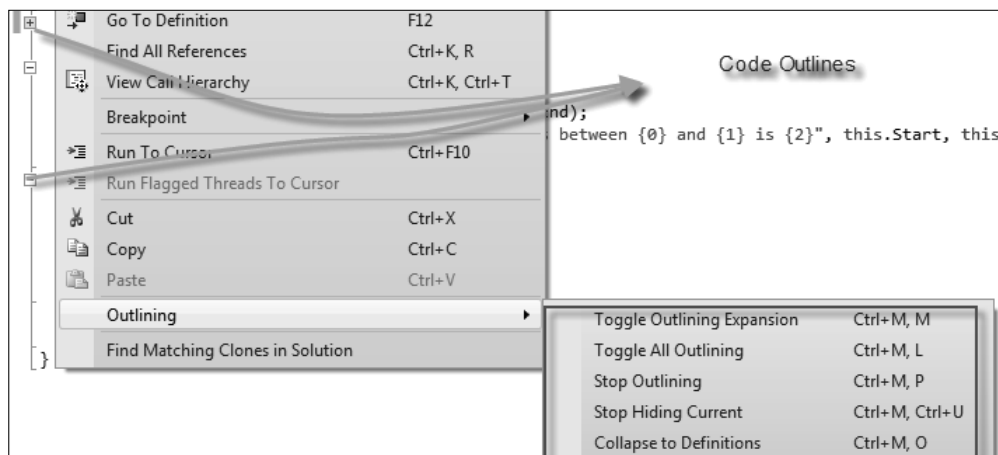 Go To Definition F12
Find All References Ctrl+K, R
View Call Hierarchy Ctrl+K, Ctrl+T
Breakpoint
Run To Cursor Ctrl+F10
Run Flagged Threads To Cursor
Cut Ctrl+X
Copy Ctrl+C
Paste Ctrl+V
Outlining
Find Matching Clones in Solution
}
Code Outlines
nd);
between {0} and {1} is {2}", this.Start, this
Toggle Outlining Expansion Ctrl+M, M
Toggle All Outlining Ctrl+M, L
Stop Outlining Ctrl+M, P
Stop Hiding Current Ctrl+M, Ctrl+U
Collapse to Definitions Ctrl+M, O